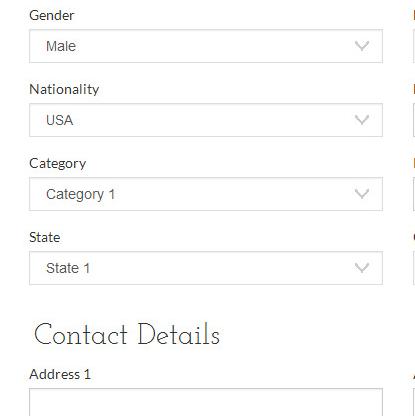 Gender
Male
Nationality
USA
Category
Category 1
State
State 1
Contact Details
Address 1